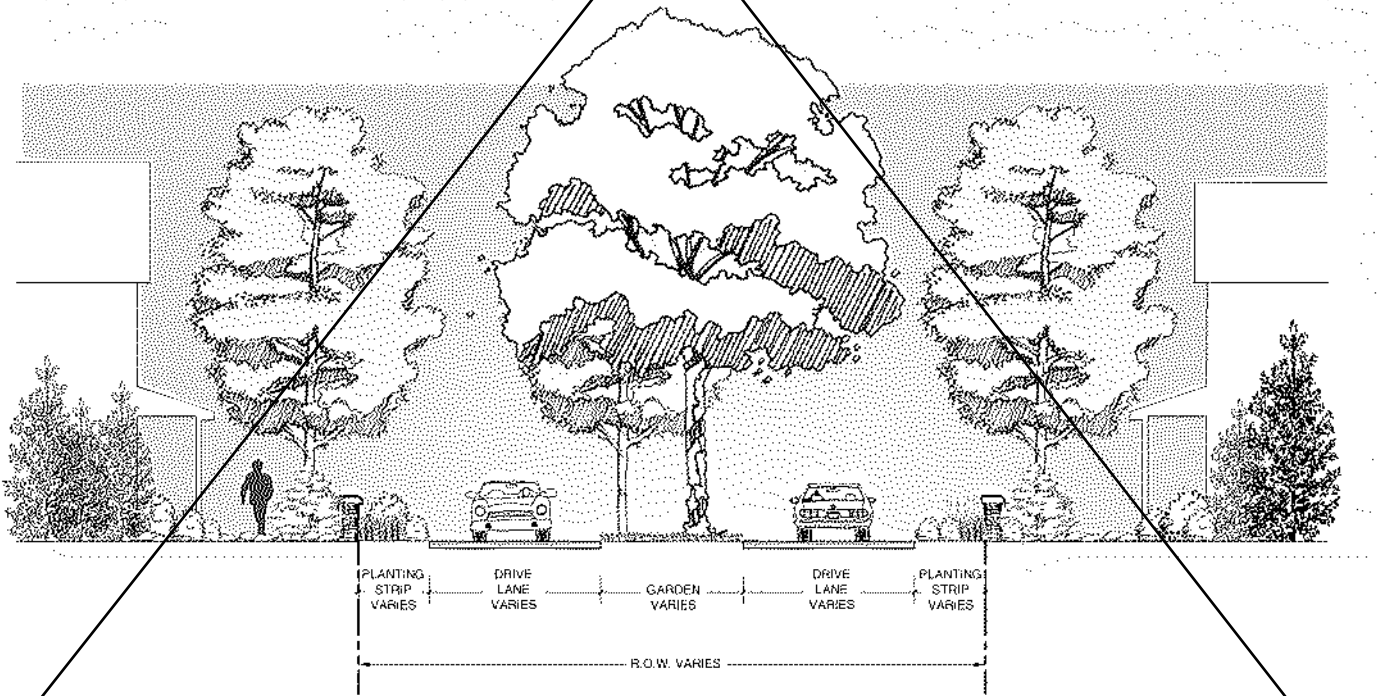 PLANTING
STRIP
VARIES
DRIVE
LANE
VARIES
GARDEN
VARIES
DRIVE
LANE
VARIES
PLANTING
STRIP
VARIES
R.O.W. VARIES